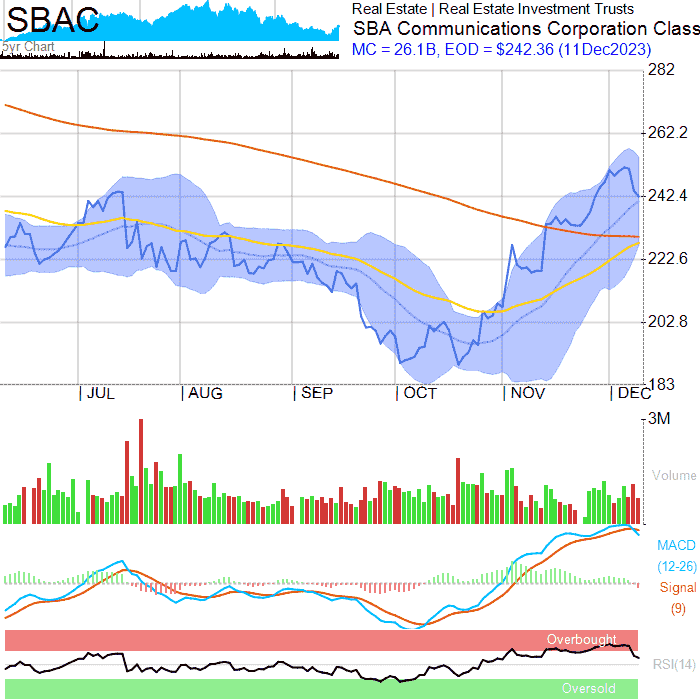 SBAC
5yr Chart
Real Estate | Real Estate Investment Trusts
SBA Communications Corporation Class
MC = 26.1B, EOD = $242.36 (11Dec2023)
282
262.2
242.4
222.6
202.8
183
| JUL | AUG | SEP | OCT | NOV | DEC
3M
Volume
MACD
(12-26)
Signal
(9)
Overbought
RSI(14)
Oversold